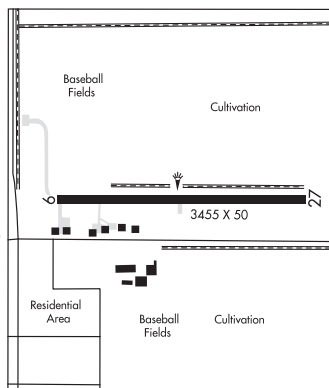 Baseball
Fields
Cultivation
9
27
3455 X 50
Residential
Area
Baseball
Fields
Cultivation